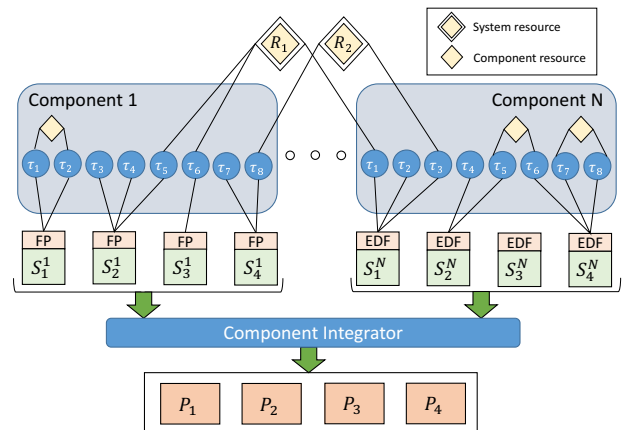 R₁ R₂
System resource
Component resource
Component 1
Component N
τ₁ τ₂ τ₃ τ₄ τ₅ τ₆ τ₇ τ₈
τ₁ τ₂ τ₃ τ₄ τ₅ τ₆ τ₇ τ₈
FP FP FP FP
EDF EDF EDF EDF
S₁¹ S₂¹ S₃¹ S₄¹
S₁ᴺ S₂ᴺ S₃ᴺ S₄ᴺ
Component Integrator
P₁ P₂ P₃ P₄